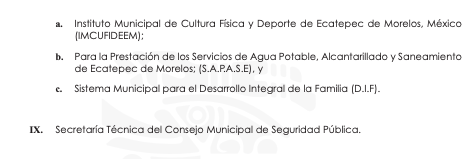 a. Instituto Municipal de Cultura Física y Deporte de Ecatepec de Morelos, México
(IMCUFIDEEM);
b. Para la Prestación de los Servicios de Agua Potable, Alcantarillado y Saneamiento
de Ecatepec de Morelos; (S.A.P.A.S.E), y
c. Sistema Municipal para el Desarrollo Integral de la Familia (D.I.F).
IX. Secretaría Técnica del Consejo Municipal de Seguridad Pública.